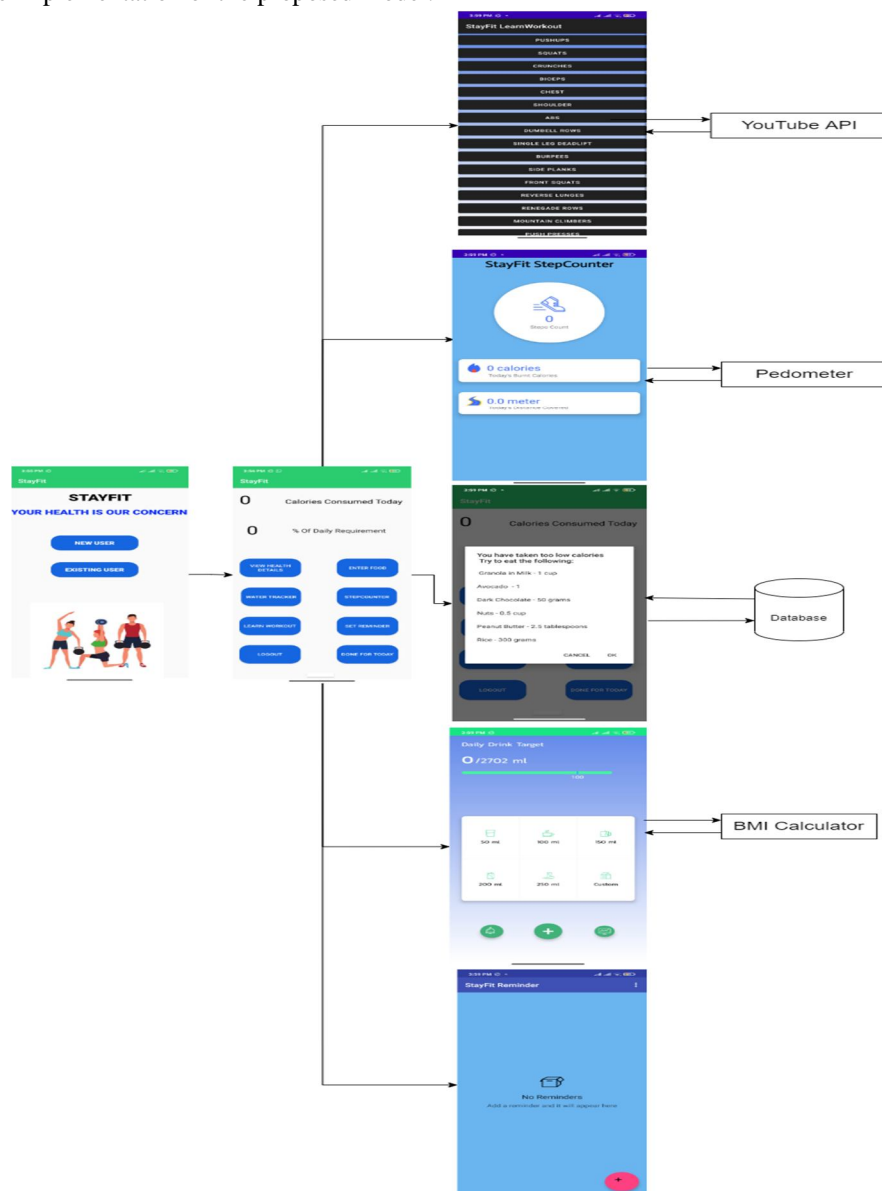 StayFit LearnWorkout
PUSHUPS
SQUATS
CRUNCHES
BICEPS
CHEST
SHOULDER
ABS
DUMBELL ROWS
SINGLE LEG DEADLIFT
BURPEES
SIDE PLANKS
FRONT SQUATS
REVERSE LUNGES
RENEGADE ROWS
MOUNTAIN CLIMBERS
PUSH PRESSES
YouTube API
StayFit StepCounter
0
Steps Count
0 calories
Today's Burnt Calories
0.0 meter
Today's Distance Covered
Pedometer
StayFit
STAYFIT
YOUR HEALTH IS OUR CONCERN
NEW USER
EXISTING USER
StayFit
0 Calories Consumed Today
0 % Of Daily Requirement
VIEW HEALTH DETAILS
ENTER FOOD
WATER TRACKER
STEPCOUNTER
LEARN WORKOUT
SET REMINDER
LOGOUT
DONE FOR TODAY
StayFit
0 Calories Consumed Today
You have taken too low calories
Try to eat the following:
Granola in Milk - 1 cup
Avocado - 1
Dark Chocolate - 50 grams
Nuts - 0.5 cup
Peanut Butter - 2.5 tablespoons
Rice - 300 grams
CANCEL OK
LOGOUT
DONE FOR TODAY
Database
Daily Drink Target
0/2702 ml
50 ml
100 ml
150 ml
200 ml
250 ml
Custom
BMI Calculator
StayFit Reminder
No Reminders
Add a reminder and it will appear here